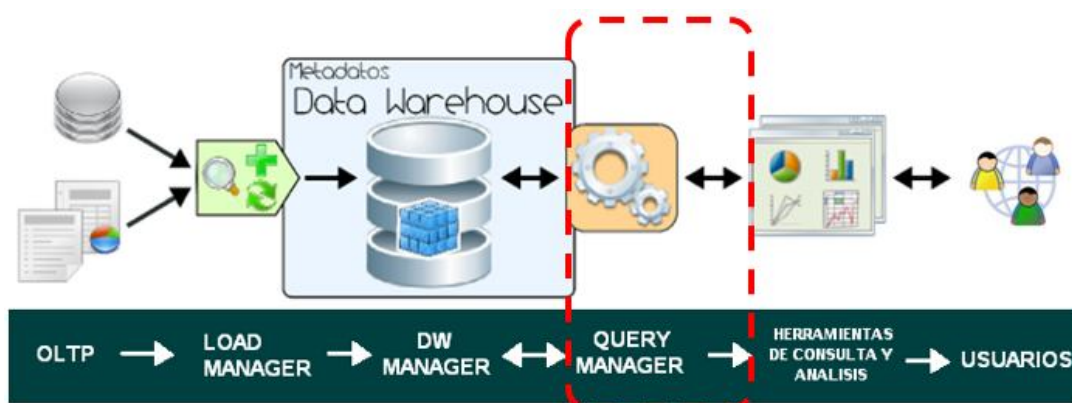 Metadatos
Data Warehouse
OLTP
LOAD
MANAGER
DW
MANAGER
QUERY
MANAGER
HERRAMIENTAS
DE CONSULTA Y
ANALISIS
USUARIOS